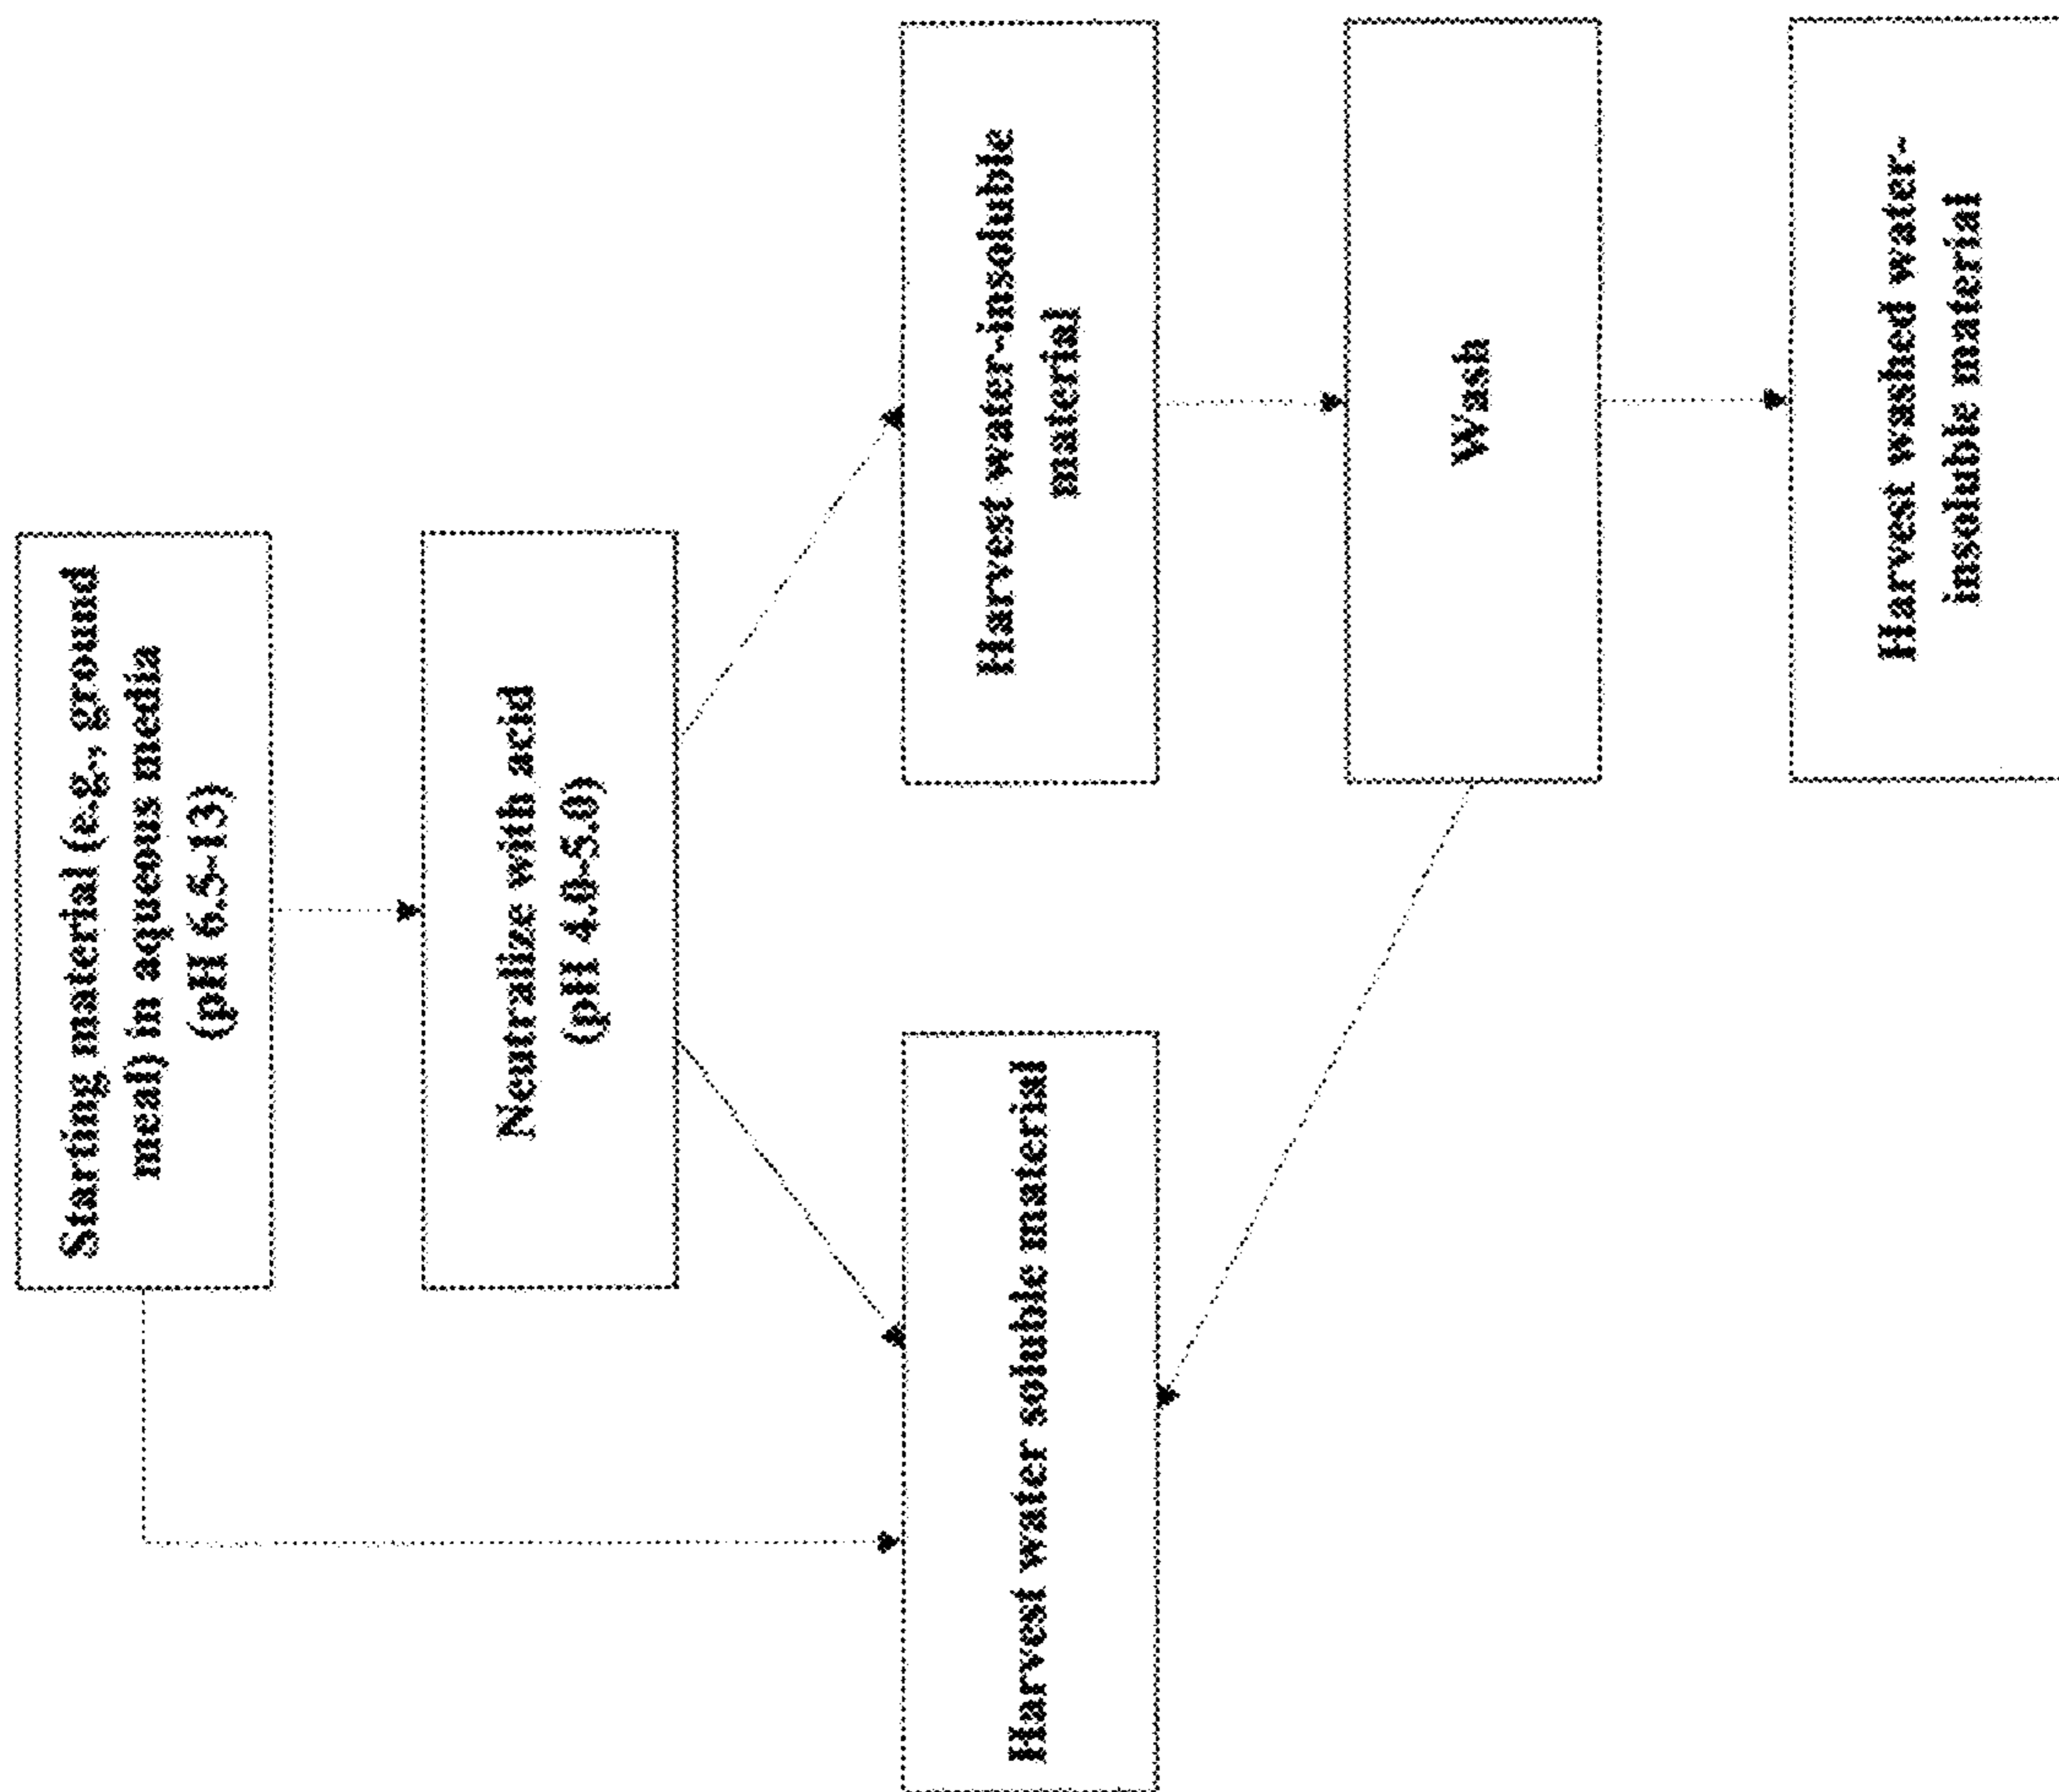 Starting material (e.g., ground
meal) in aqueous media
(pH 6.5-13)
Neutralize with acid
(pH 4.0-5.0)
Harvest water soluble material
Harvest water-insoluble
material
Wash
Harvest washed water-
insoluble material